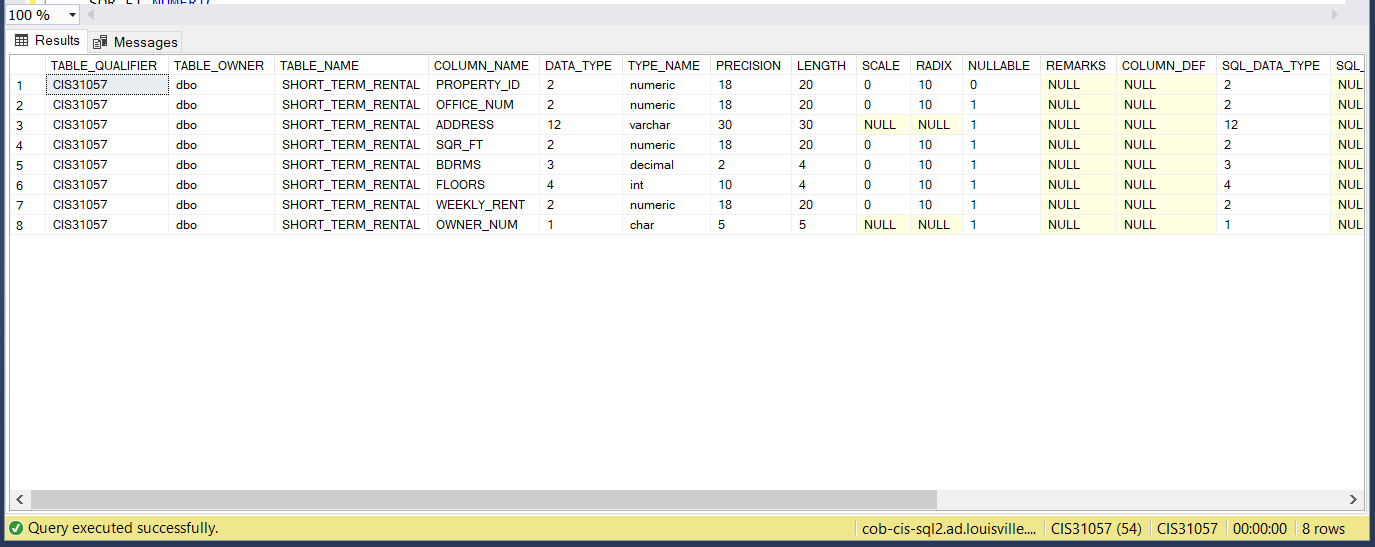 SQR_FT NUMERIC
100 %
Results Messages
TABLE_QUALIFIER TABLE_OWNER TABLE_NAME COLUMN_NAME DATA_TYPE TYPE_NAME PRECISION LENGTH SCALE RADIX NULLABLE REMARKS COLUMN_DEF SQL_DATA_TYPE SQL_
1 CIS31057 dbo SHORT_TERM_RENTAL PROPERTY_ID 2 numeric 18 20 0 10 0 NULL NULL 2 NUL
2 CIS31057 dbo SHORT_TERM_RENTAL OFFICE_NUM 2 numeric 18 20 0 10 1 NULL NULL 2 NUL
3 CIS31057 dbo SHORT_TERM_RENTAL ADDRESS 12 varchar 30 30 NULL NULL 1 NULL NULL 12 NUL
4 CIS31057 dbo SHORT_TERM_RENTAL SQR_FT 2 numeric 18 20 0 10 1 NULL NULL 2 NUL
5 CIS31057 dbo SHORT_TERM_RENTAL BDRMS 3 decimal 2 4 0 10 1 NULL NULL 3 NUL
6 CIS31057 dbo SHORT_TERM_RENTAL FLOORS 4 int 10 4 0 10 1 NULL NULL 4 NUL
7 CIS31057 dbo SHORT_TERM_RENTAL WEEKLY_RENT 2 numeric 18 20 0 10 1 NULL NULL 2 NUL
8 CIS31057 dbo SHORT_TERM_RENTAL OWNER_NUM 1 char 5 5 NULL NULL 1 NULL NULL 1 NUL
Query executed successfully. cob-cis-sql2.ad.louisville.... CIS31057 (54) CIS31057 00:00:00 8 rows